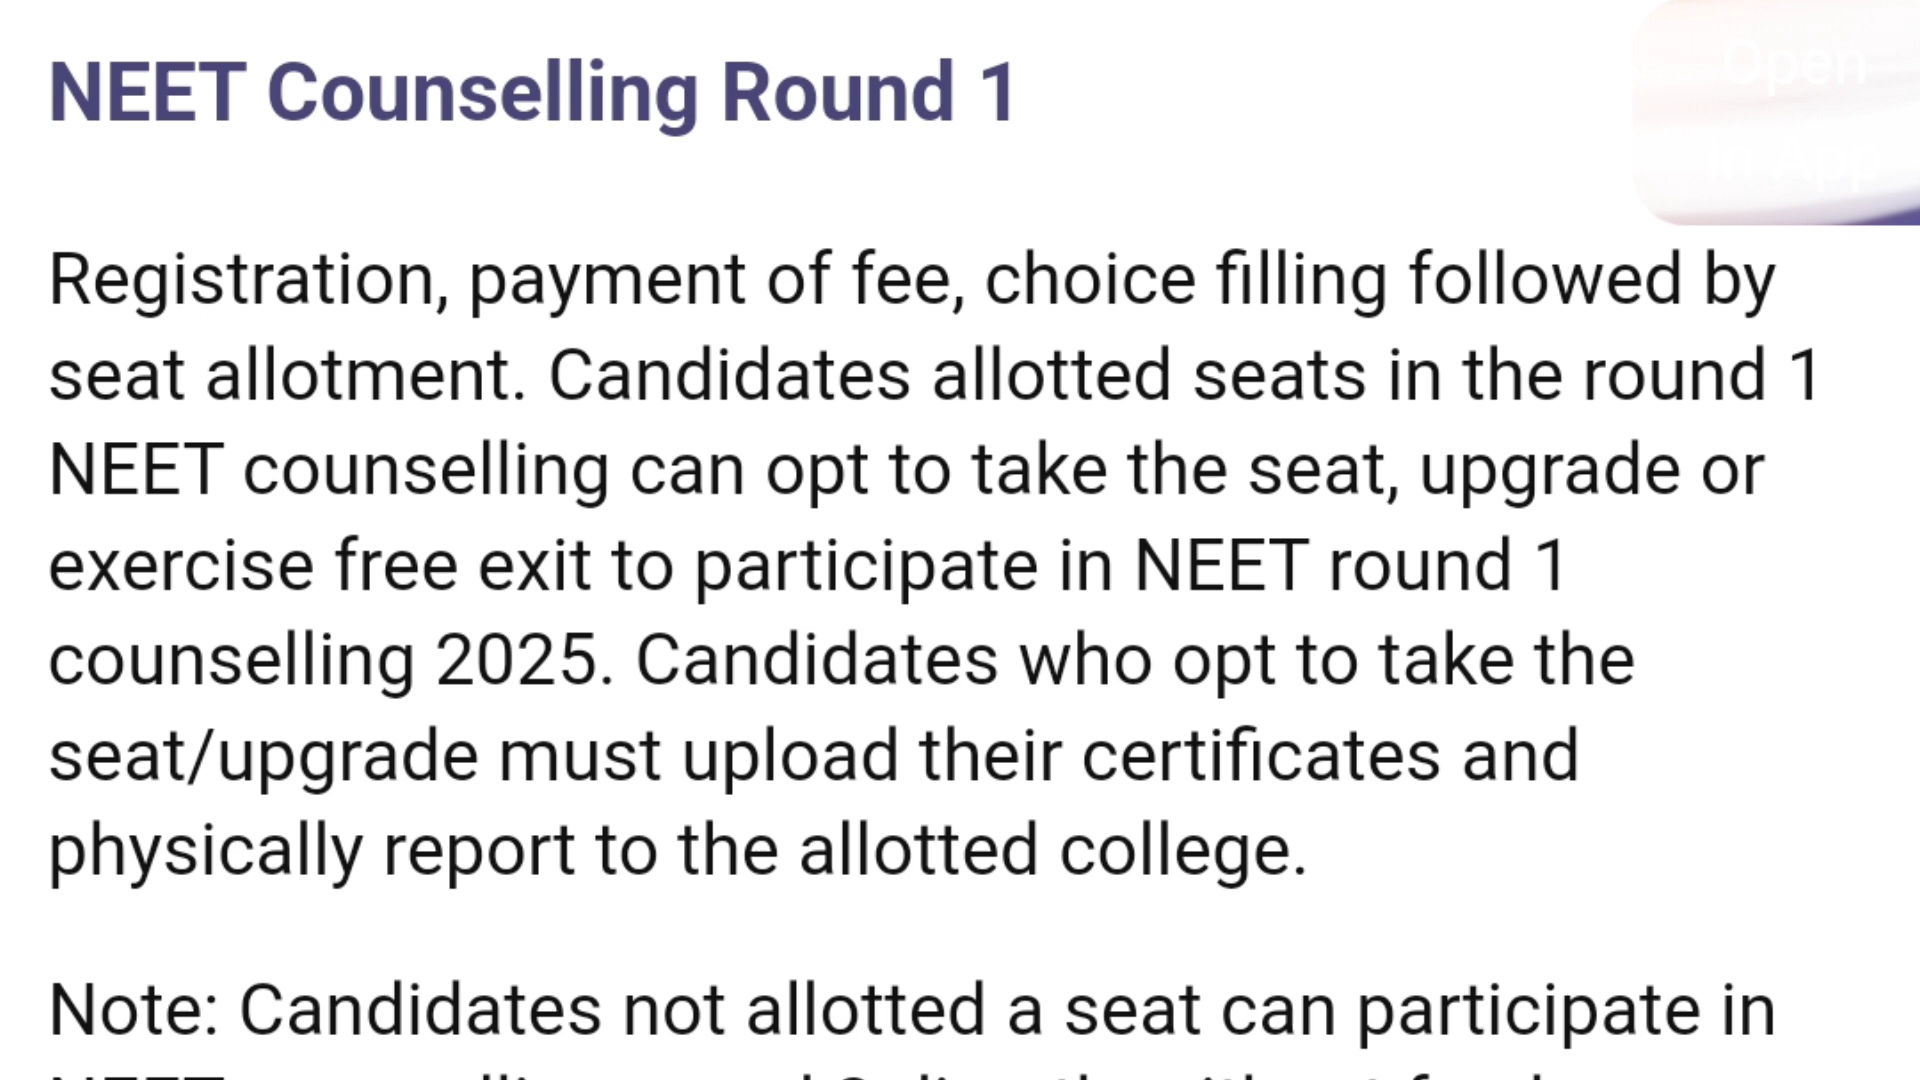 NEET Counselling Round 1
Open
in App
Registration, payment of fee, choice filling followed by
seat allotment. Candidates allotted seats in the round 1
NEET counselling can opt to take the seat, upgrade or
exercise free exit to participate in NEET round 1
counselling 2025. Candidates who opt to take the
seat/upgrade must upload their certificates and
physically report to the allotted college.
Note: Candidates not allotted a seat can participate in